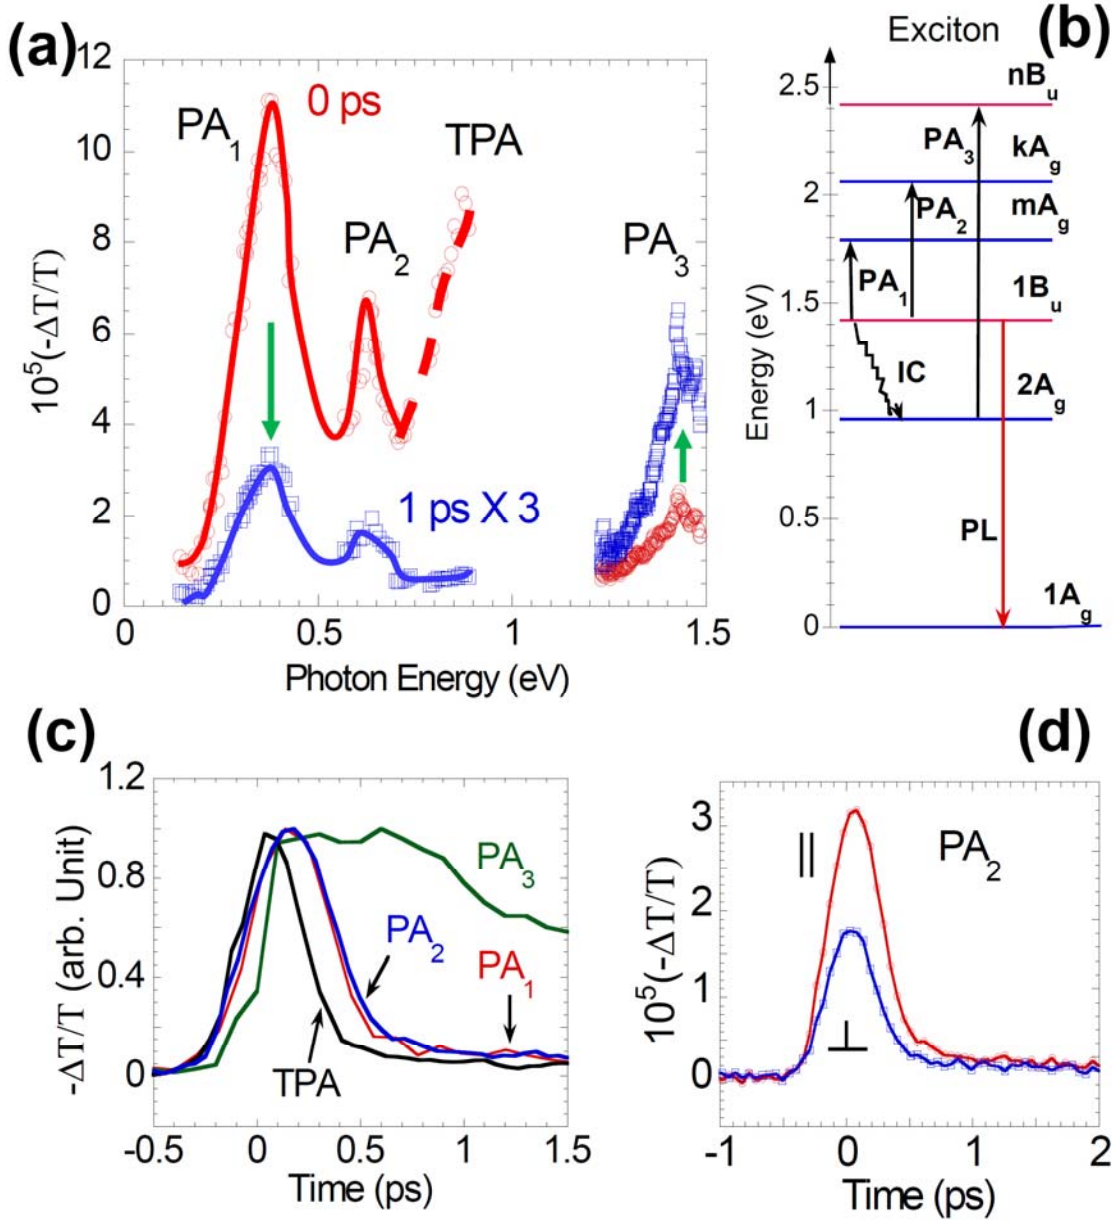 (a)
12
10
8
6
4
2
0
10⁵(-ΔT/T)
PA₁
0 ps
TPA
PA₂
PA₃
1 ps X 3
0 0.5 1 1.5
Photon Energy (eV)
(b)
Exciton
2.5
2
1.5
1
0.5
0
Energy (eV)
nBᵤ
PA₃
kA_g
PA₂
mA_g
PA₁
1Bᵤ
IC
2A_g
PL
1A_g
(c)
1.2
0.8
0.4
0
-ΔT/T (arb. Unit)
PA₃
PA₂
PA₁
TPA
-0.5 0 0.5 1 1.5
Time (ps)
(d)
3
2
1
0
10⁵(-ΔT/T)
||
PA₂
⊥
-1 0 1 2
Time (ps)